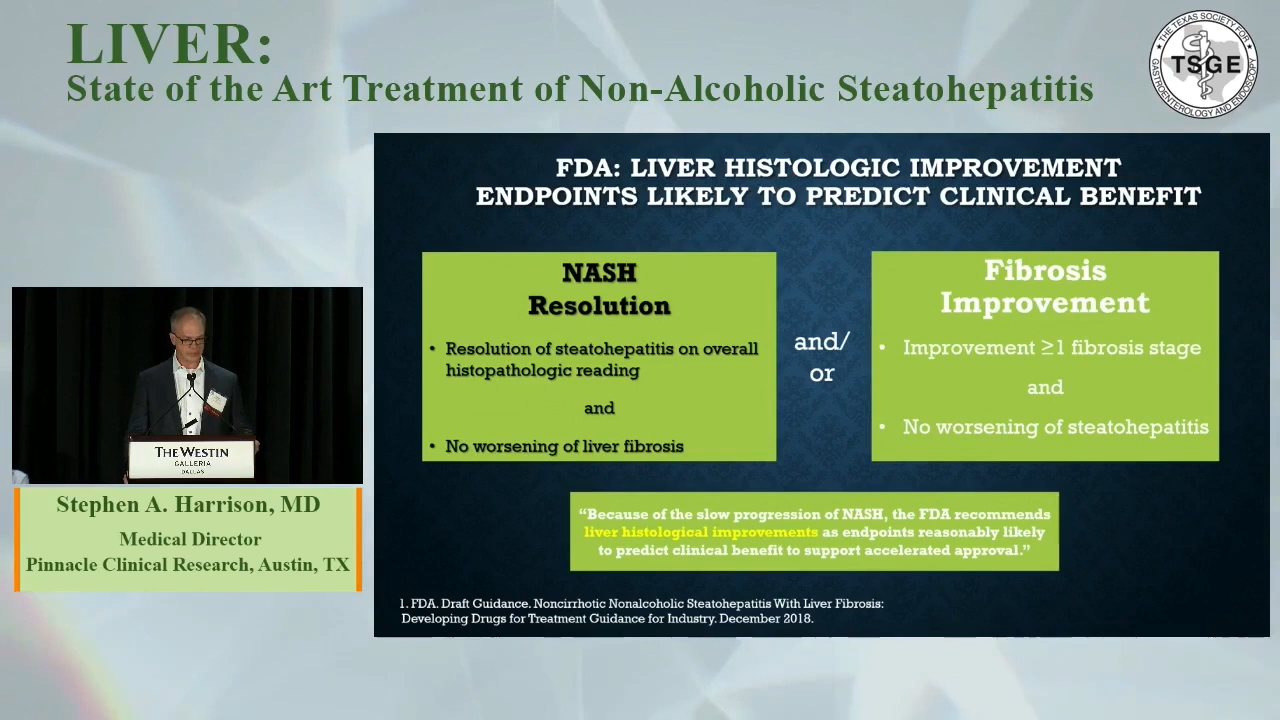 LIVER:
State of the Art Treatment of Non-Alcoholic Steatohepatitis
THE TEXAS SOCIETY FOR
TSGE
GASTROENTEROLOGY AND ENDOSCOPY
FDA: LIVER HISTOLOGIC IMPROVEMENT
ENDPOINTS LIKELY TO PREDICT CLINICAL BENEFIT
NASH
Resolution
• Resolution of steatohepatitis on overall
histopathologic reading
and
• No worsening of liver fibrosis
and/
or
Fibrosis
Improvement
• Improvement ≥1 fibrosis stage
and
• No worsening of steatohepatitis
“Because of the slow progression of NASH, the FDA recommends
liver histological improvements as endpoints reasonably likely
to predict clinical benefit to support accelerated approval.”
1. FDA. Draft Guidance. Noncirrhotic Nonalcoholic Steatohepatitis With Liver Fibrosis:
Developing Drugs for Treatment Guidance for Industry. December 2018.
THE WESTIN
GALLERIA
DALLAS
Stephen A. Harrison, MD
Medical Director
Pinnacle Clinical Research, Austin, TX